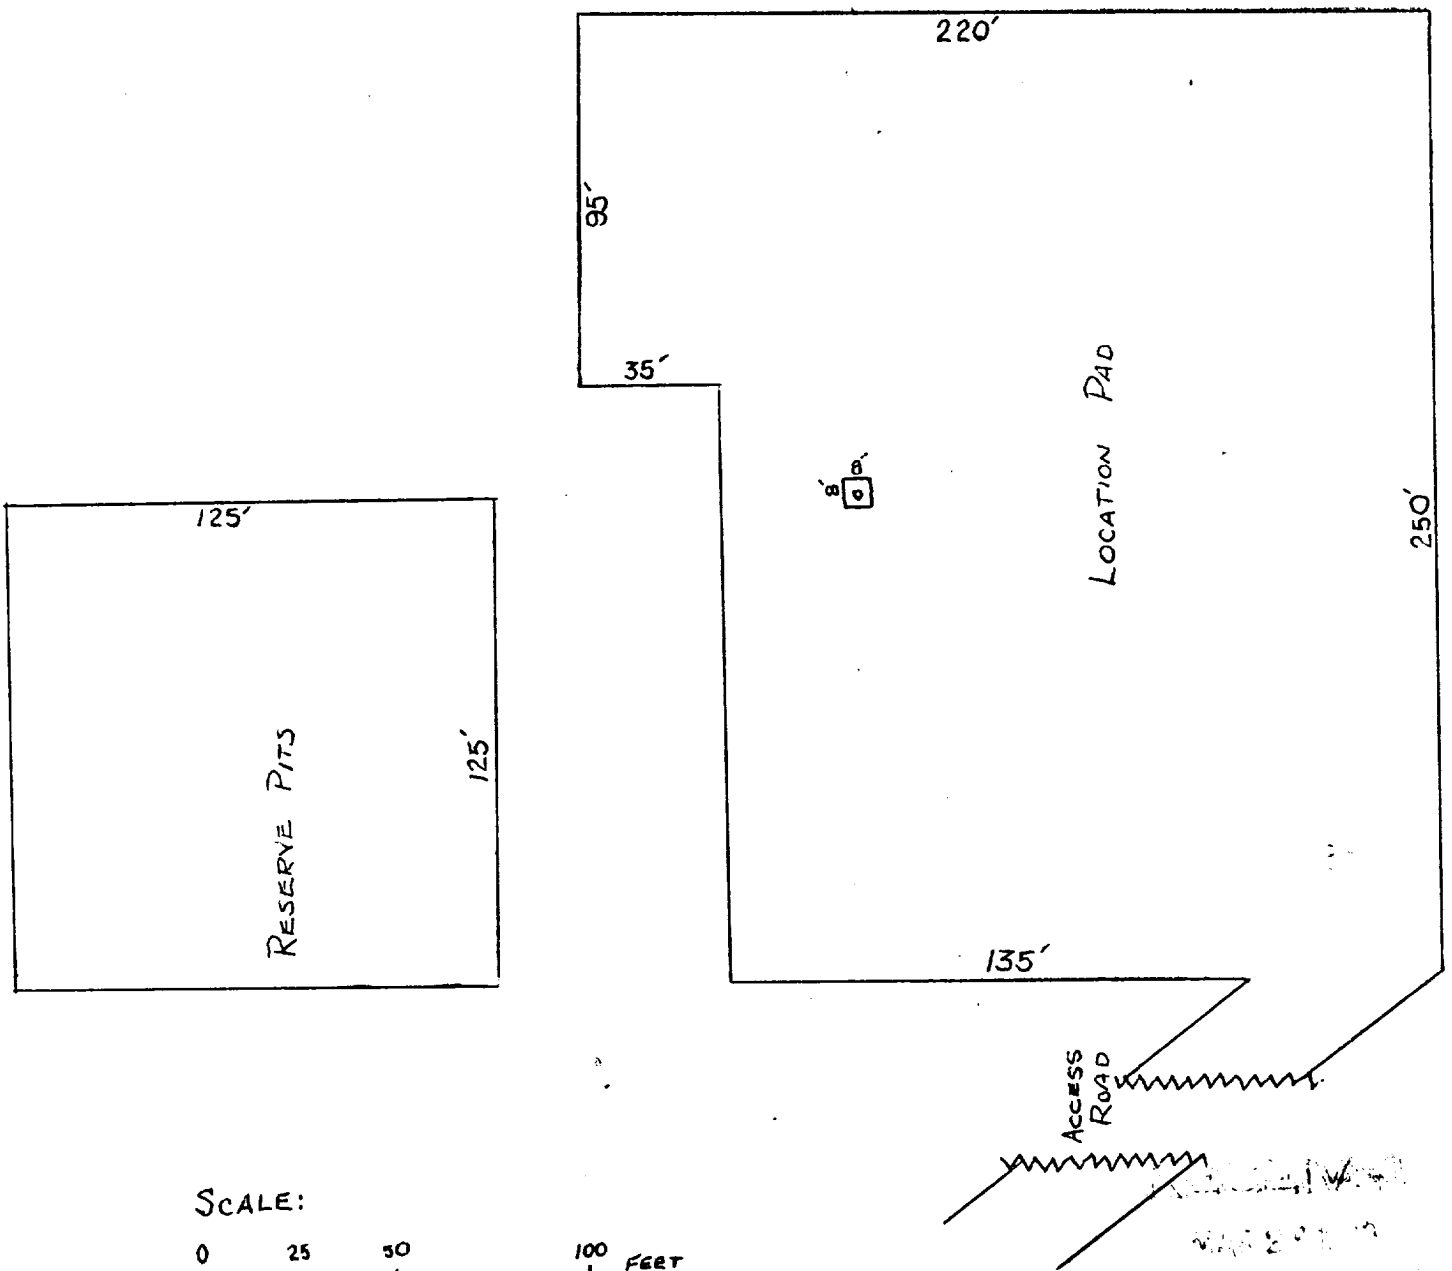 220'
95'
35'
8'
8'
LOCATION PAD
250'
125'
125'
RESERVE PITS
135'
ACCESS
ROAD
SCALE:
0 25 50 100 FEET